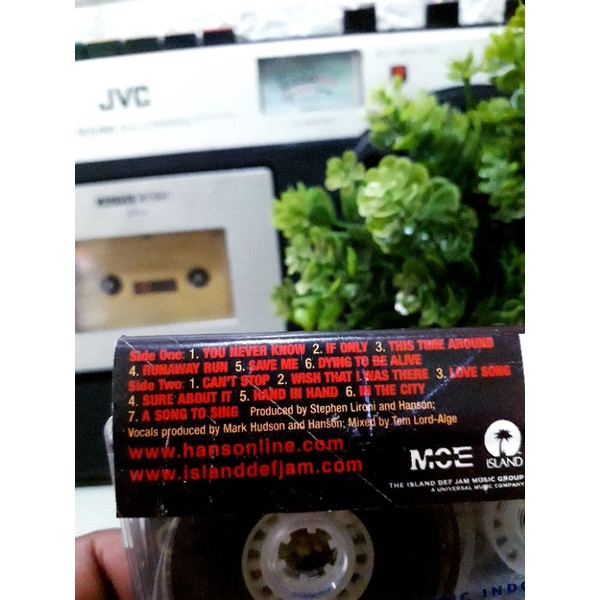 JVC
Side One: 1. YOU NEVER KNOW 2. IF ONLY 3. THIS TIME AROUND
4. RUNAWAY RUN 5. SAVE ME 6. DYING TO BE ALIVE
Side Two: 1. CAN'T STOP 2. WISH THAT I WAS THERE 3. LOVE SONG
4. SURE ABOUT IT 5. HAND IN HAND 6. IN THE CITY
7. A SONG TO SING Produced by Stephen Lironi and Hanson;
Vocals produced by Mark Hudson and Hanson; Mixed by Tom Lord-Alge
www.hansonline.com
www.islanddefjam.com
MOE
ISLAND
THE ISLAND DEF JAM MUSIC GROUP
A UNIVERSAL MUSIC COMPANY